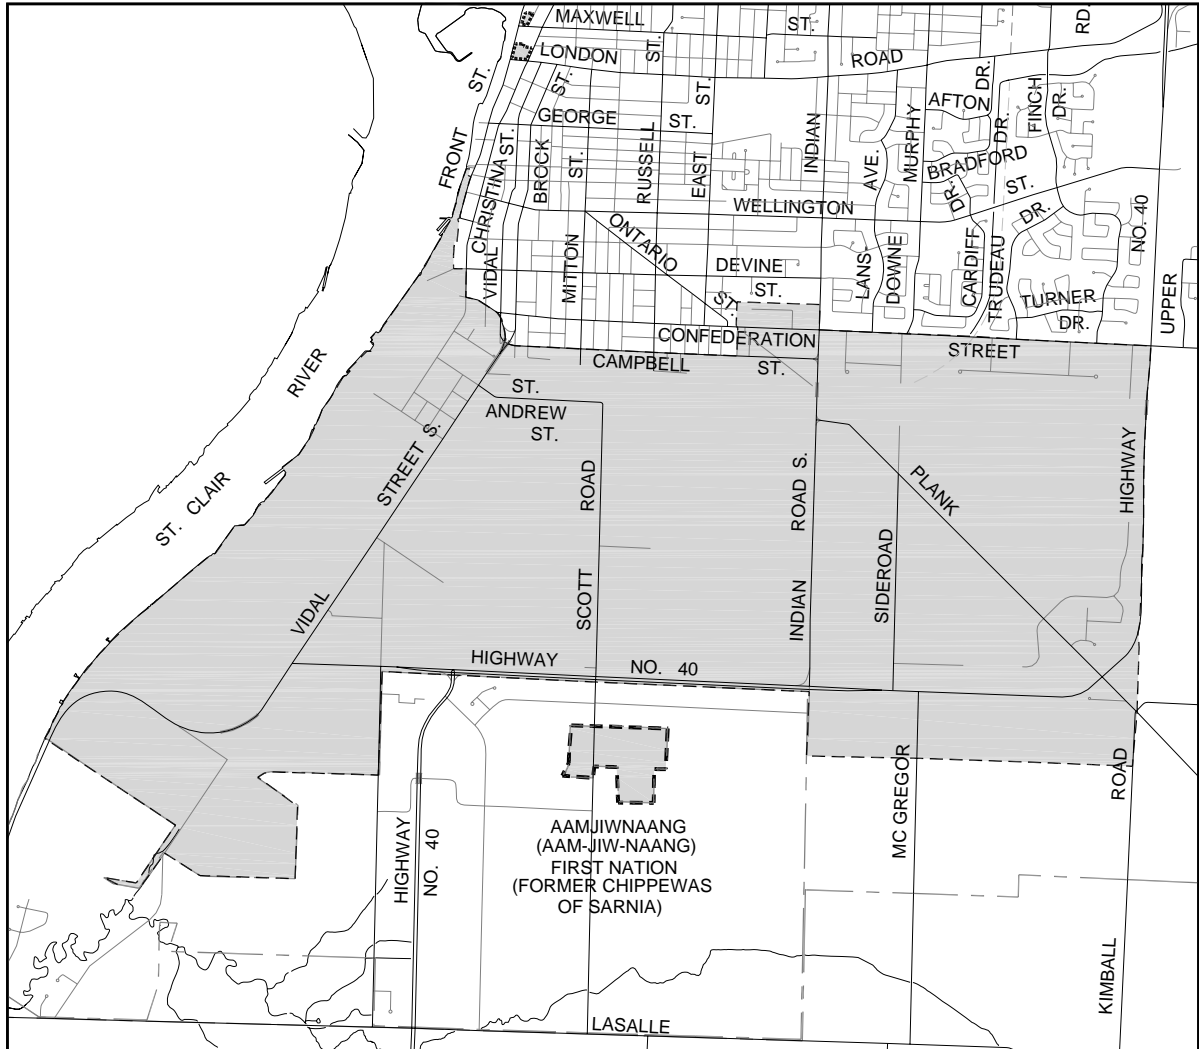 MAXWELL ST.
LONDON ROAD
ST.
FRONT ST.
CHRISTINA ST.
BROCK ST.
GEORGE ST.
MITTON ST.
RUSSELL ST.
EAST ST.
INDIAN
LANS'
DOWNE
AVE.
MURPHY
AFTON DR.
BRADFORD
DR.
FINCH DR.
RD.
WELLINGTON ST.
CARDIFF DR.
TRUDEAU DR.
TURNER
DR.
NO. 40
UPPER
VIDAL
ONTARIO ST.
DEVINE
ST.
CONFEDERATION
STREET
CAMPBELL
ST.
ST.
ANDREW
ST.
ST. CLAIR RIVER
VIDAL STREET S.
SCOTT ROAD
INDIAN ROAD S.
SIDEROAD
PLANK
HIGHWAY
HIGHWAY NO. 40
HIGHWAY
NO. 40
AAMJIWNAANG
(AAM-JIW-NAANG)
FIRST NATION
(FORMER CHIPPEWAS
OF SARNIA)
MC GREGOR
ROAD
KIMBALL
LASALLE